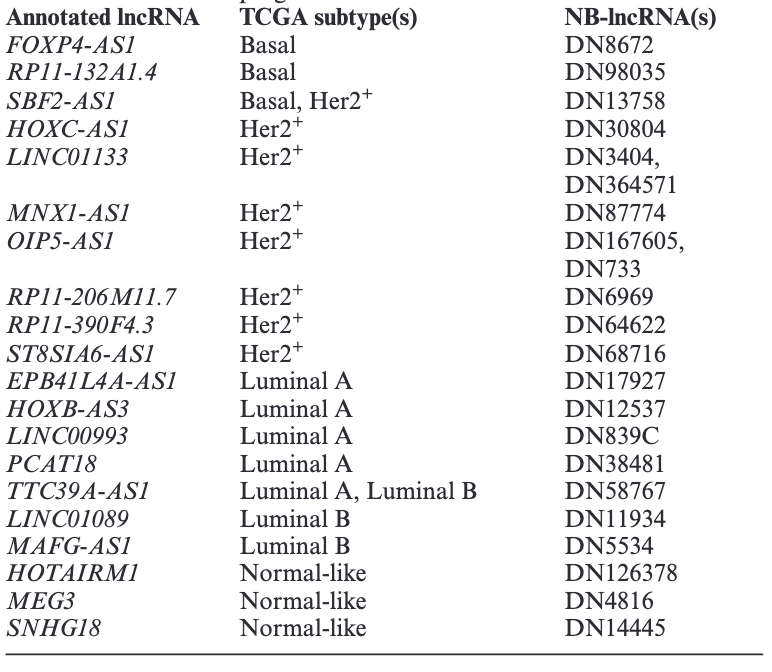 Annotated lncRNA TCGA subtype(s) NB-lncRNA(s)
FOXP4-AS1 Basal DN8672
RP11-132A1.4 Basal DN98035
SBF2-AS1 Basal, Her2+ DN13758
HOXC-AS1 Her2+ DN30804
LINC01133 Her2+ DN3404,
DN364571
MNX1-AS1 Her2+ DN87774
OIP5-AS1 Her2+ DN167605,
DN733
RP11-206M11.7 Her2+ DN6969
RP11-390F4.3 Her2+ DN64622
ST8SIA6-AS1 Her2+ DN68716
EPB41L4A-AS1 Luminal A DN17927
HOXB-AS3 Luminal A DN12537
LINC00993 Luminal A DN839C
PCAT18 Luminal A DN38481
TTC39A-AS1 Luminal A, Luminal B DN58767
LINC01089 Luminal B DN11934
MAFG-AS1 Luminal B DN5534
HOTAIRM1 Normal-like DN126378
MEG3 Normal-like DN4816
SNHG18 Normal-like DN14445